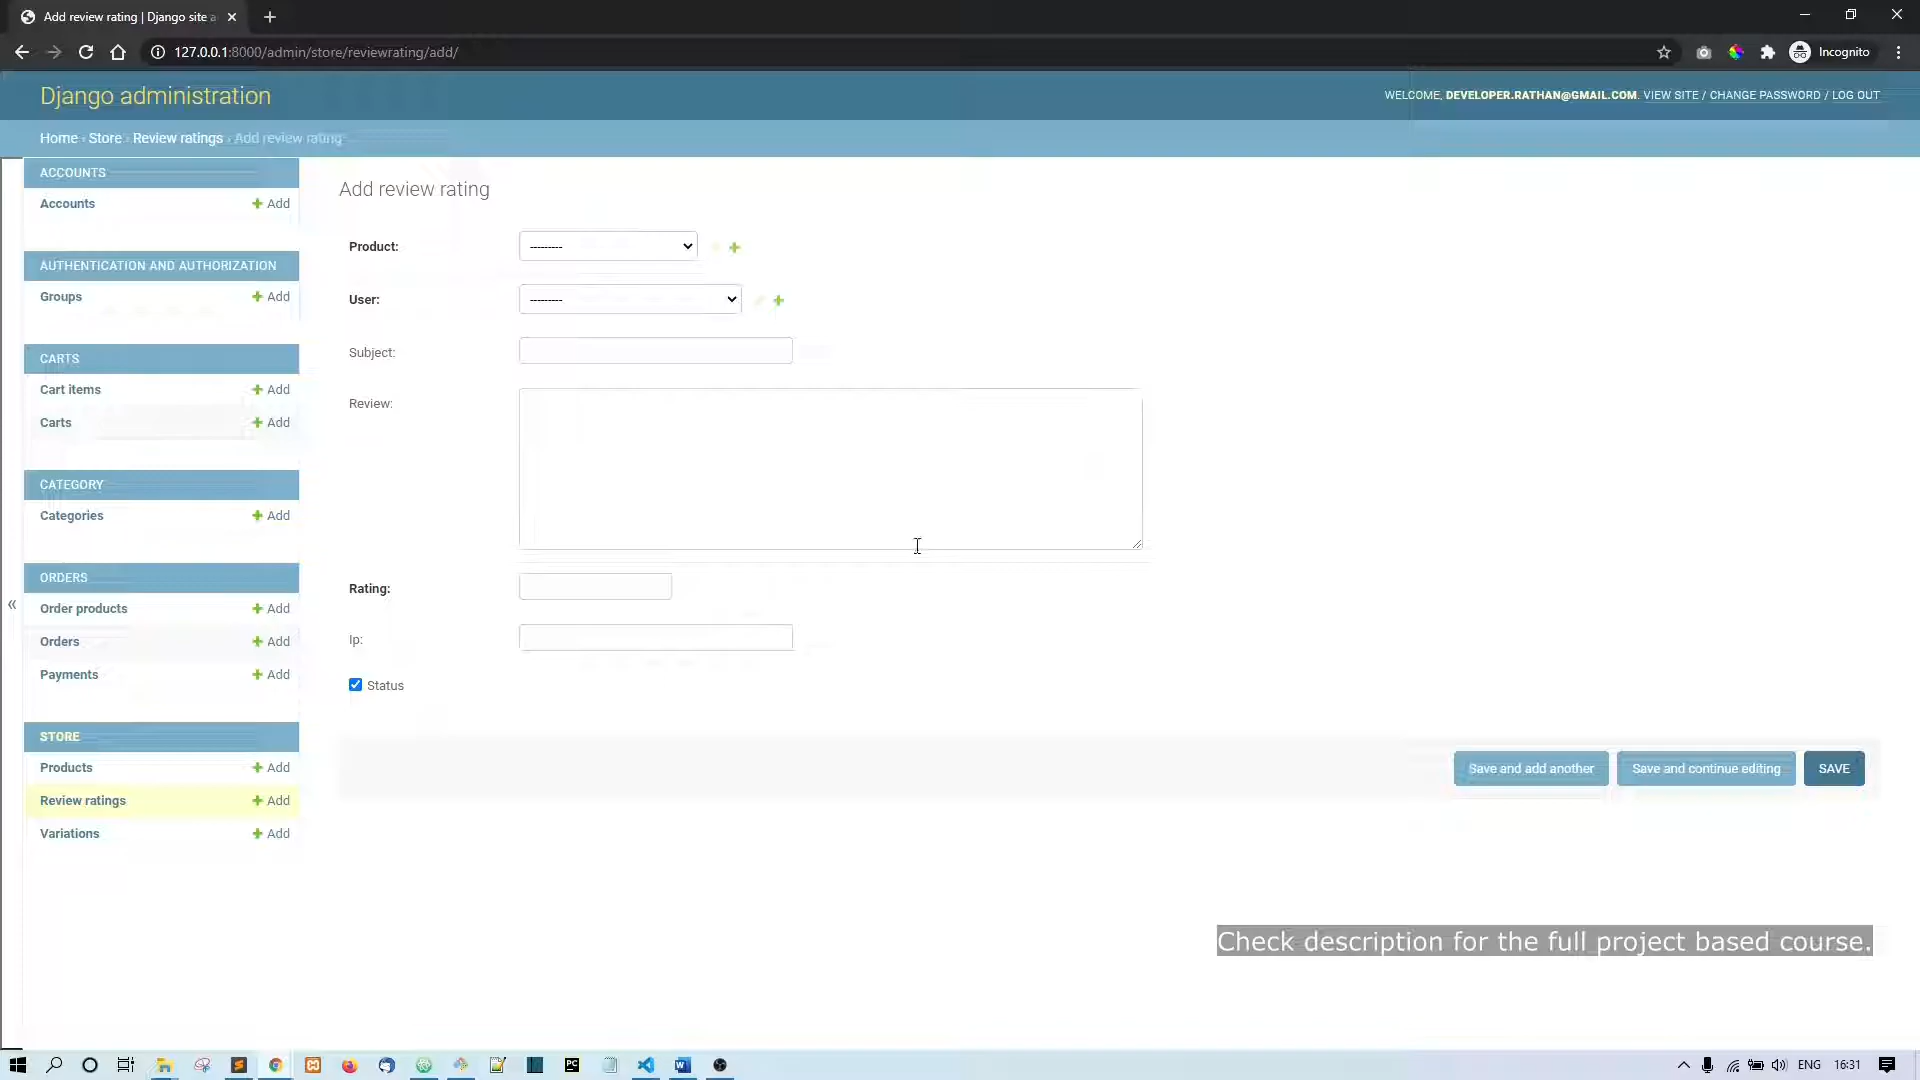 Add review rating | Django site a
127.0.0.1:8000/admin/store/reviewrating/add/
Incognito
Django administration
WELCOME, DEVELOPER.RATHAN@GMAIL.COM. VIEW SITE / CHANGE PASSWORD / LOG OUT
Home › Store › Review ratings › Add review rating
ACCOUNTS
Accounts + Add
AUTHENTICATION AND AUTHORIZATION
Groups + Add
CARTS
Cart items + Add
Carts + Add
CATEGORY
Categories + Add
ORDERS
Order products + Add
Orders + Add
Payments + Add
STORE
Products + Add
Review ratings + Add
Variations + Add
«
Add review rating
Product: ---------
User: ---------
Subject:
Review:
Rating:
Ip:
Status
Save and add another Save and continue editing SAVE
Check description for the full project based course.
PC
ENG 16:31